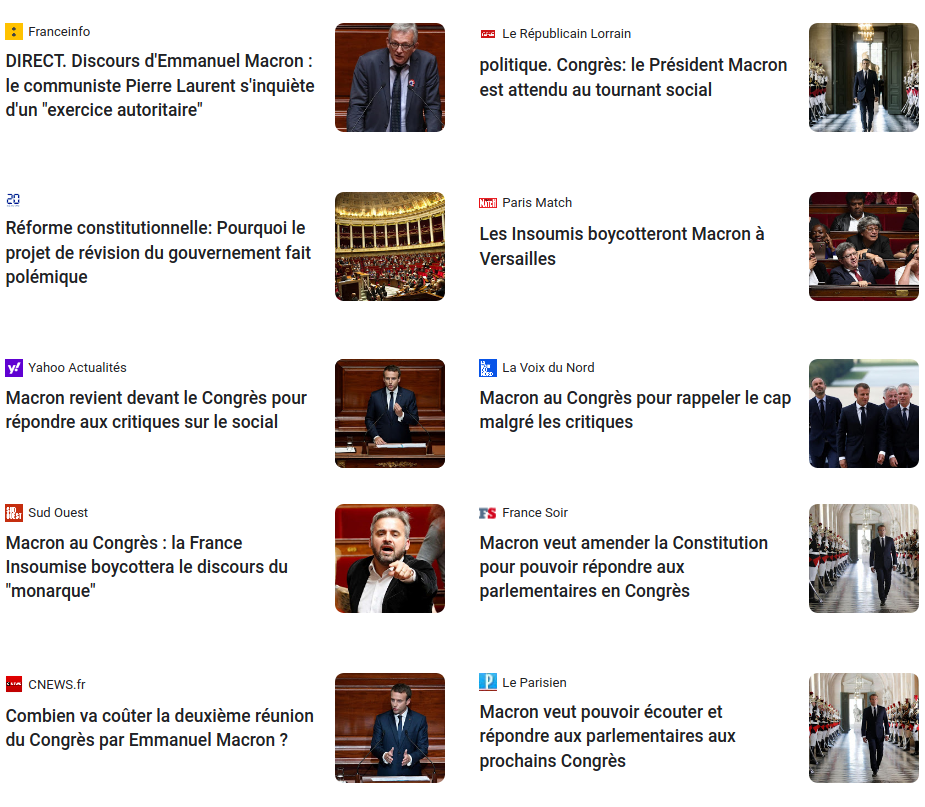 Franceinfo
DIRECT. Discours d'Emmanuel Macron :
le communiste Pierre Laurent s'inquiète
d'un "exercice autoritaire"
Le Républicain Lorrain
politique. Congrès: le Président Macron
est attendu au tournant social
20
Réforme constitutionnelle: Pourquoi le
projet de révision du gouvernement fait
polémique
Paris Match
Les Insoumis boycotteront Macron à
Versailles
Yahoo Actualités
Macron revient devant le Congrès pour
répondre aux critiques sur le social
La Voix du Nord
Macron au Congrès pour rappeler le cap
malgré les critiques
SUD OUEST Sud Ouest
Macron au Congrès : la France
Insoumise boycottera le discours du
"monarque"
FS France Soir
Macron veut amender la Constitution
pour pouvoir répondre aux
parlementaires en Congrès
CNEWS.fr
Combien va coûter la deuxième réunion
du Congrès par Emmanuel Macron ?
Le Parisien
Macron veut pouvoir écouter et
répondre aux parlementaires aux
prochains Congrès